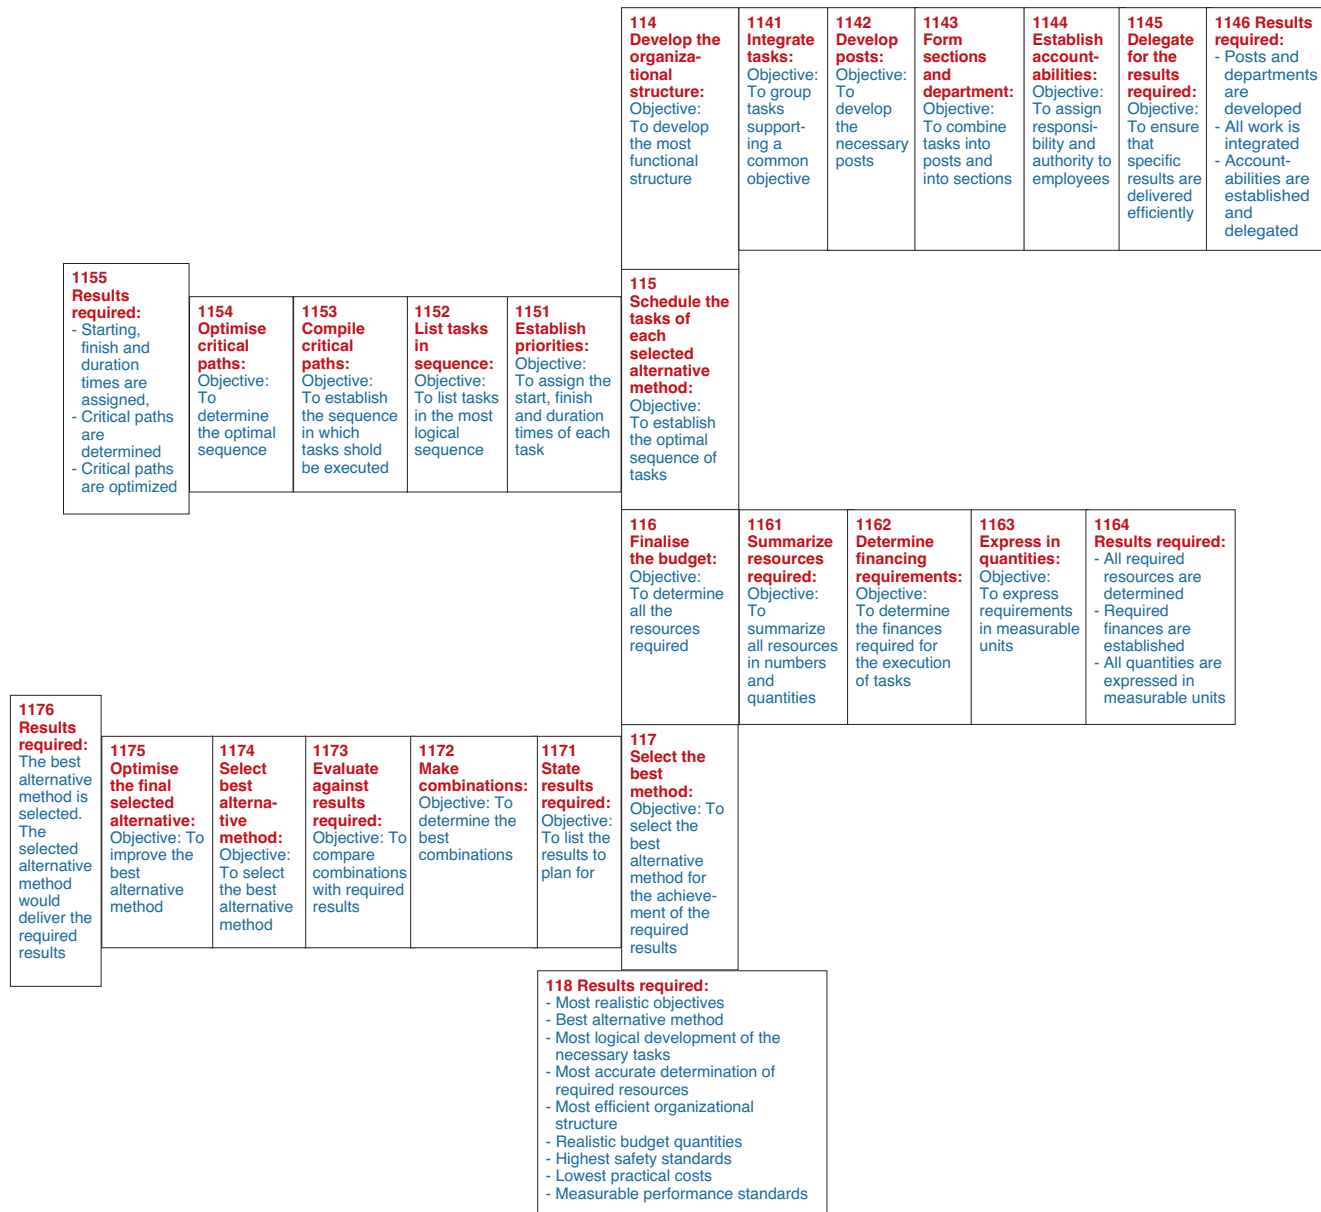 114
Develop the
organiza-
tional
structure:
Objective:
To develop
the most
functional
structure
1141
Integrate
tasks:
Objective:
To group
tasks
support-
ing a
common
objective
1142
Develop
posts:
Objective:
To
develop
the
necessary
posts
1143
Form
sections
and
department:
Objective:
To combine
tasks into
posts and
into sections
1144
Establish
account-
abilities:
Objective:
To assign
responsi-
bility and
authority to
employees
1145
Delegate
for the
results
required:
Objective:
To ensure
that
specific
results are
delivered
efficiently
1146 Results
required:
- Posts and
departments
are
developed
- All work is
integrated
- Account-
abilities are
established
and
delegated
1155
Results
required:
- Starting,
finish and
duration
times are
assigned,
- Critical paths
are
determined
- Critical paths
are optimized
1154
Optimise
critical
paths:
Objective:
To
determine
the optimal
sequence
1153
Compile
critical
paths:
Objective:
To establish
the sequence
in which
tasks shold
be executed
1152
List tasks
in
sequence:
Objective:
To list tasks
in the most
logical
sequence
1151
Establish
priorities:
Objective:
To assign the
start, finish
and duration
times of each
task
115
Schedule the
tasks of
each
selected
alternative
method:
Objective:
To establish
the optimal
sequence of
tasks
116
Finalise
the budget:
Objective:
To determine
all the
resources
required
1161
Summarize
resources
required:
Objective:
To
summarize
all resources
in numbers
and
quantities
1162
Determine
financing
requirements:
Objective:
To determine
the finances
required for
the execution
of tasks
1163
Express in
quantities:
Objective:
To express
requirements
in measurable
units
1164
Results required:
- All required
resources are
determined
- Required
finances are
established
- All quantities are
expressed in
measurable units
1176
Results
required:
The best
alternative
method is
selected.
The
selected
alternative
method
would
deliver the
required
results
1175
Optimise
the final
selected
alternative:
Objective: To
improve the
best
alternative
method
1174
Select
best
alterna-
tive
method:
Objective:
To select
the best
alternative
method
1173
Evaluate
against
results
required:
Objective: To
compare
combinations
with required
results
1172
Make
combinations:
Objective: To
determine the
best
combinations
1171
State
results
required:
Objective:
To list the
results to
plan for
117
Select the
best
method:
Objective: To
select the
best
alternative
method for
the achieve-
ment of the
required
results
118 Results required:
- Most realistic objectives
- Best alternative method
- Most logical development of the
necessary tasks
- Most accurate determination of
required resources
- Most efficient organizational
structure
- Realistic budget quantities
- Highest safety standards
- Lowest practical costs
- Measurable performance standards